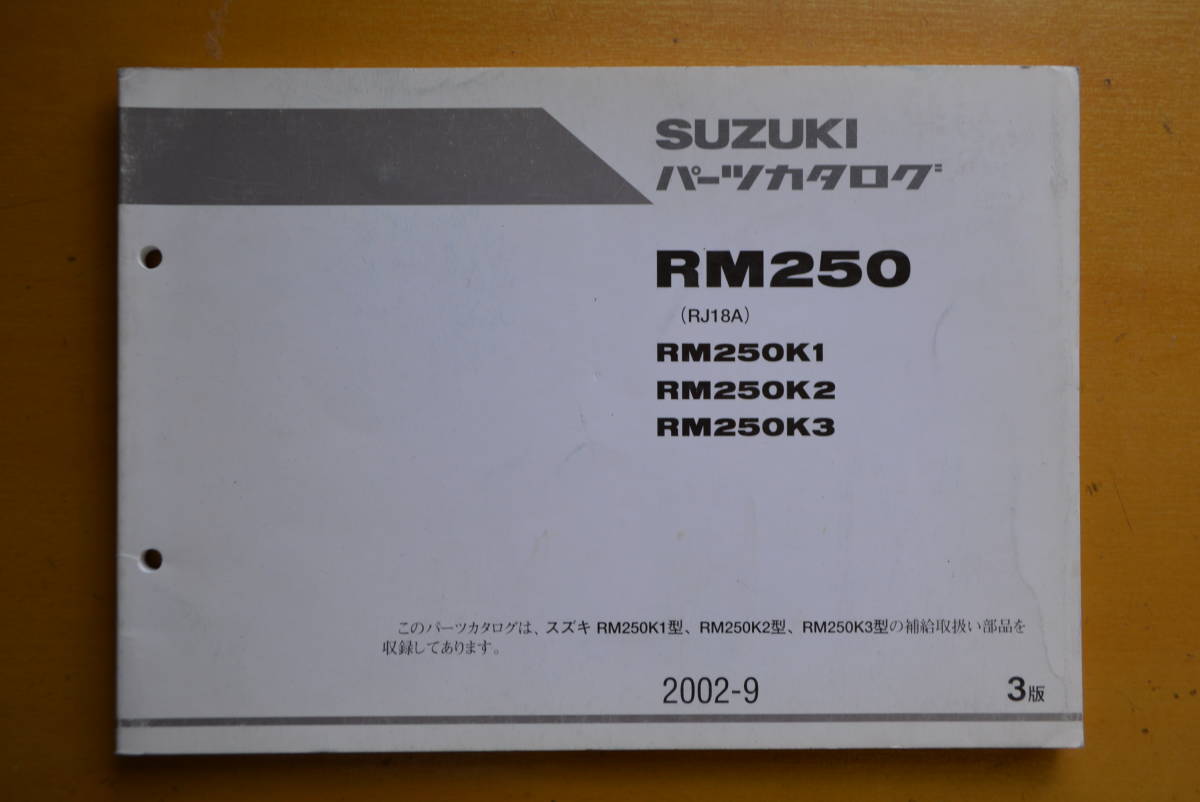 SUZUKI
パーツカタログ
RM250
（RJ18A）
RM250K1
RM250K2
RM250K3
このパーツカタログは、スズキ RM250K1型、RM250K2型、RM250K3型の補給取扱い部品を
収録してあります。
2002-9
3版